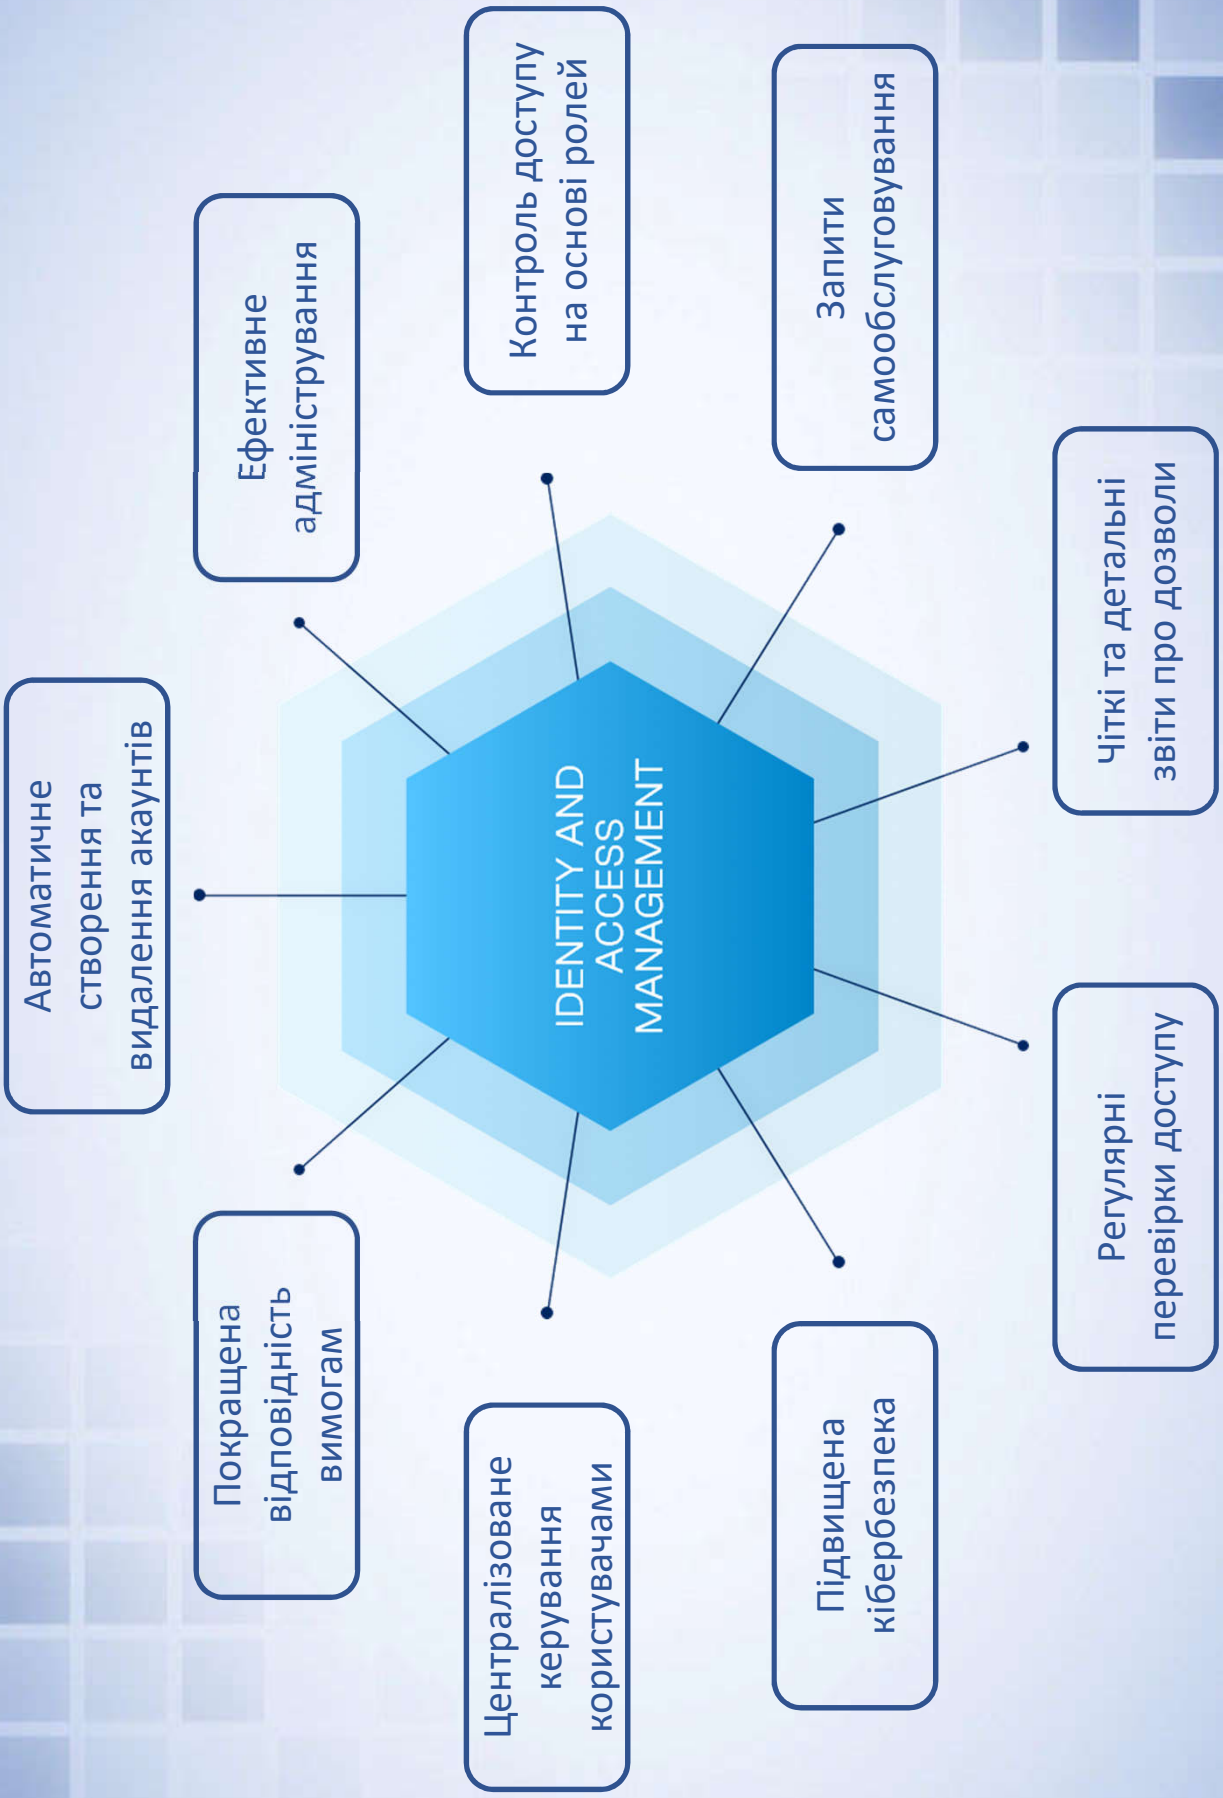 Автоматичне
створення та
видалення акаунтів
Покращена
відповідність
вимогам
Ефективне
адміністрування
Централізоване
керування
користувачами
IDENTITY AND
ACCESS
MANAGEMENT
Контроль доступу
на основі ролей
Підвищена
кібербезпека
Запити
самообслуговування
Регулярні
перевірки доступу
Чіткі та детальні
звіти про дозволи